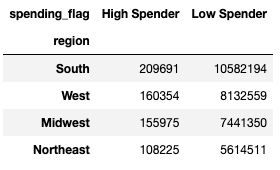 spending_flag High Spender Low Spender
region
South 209691 10582194
West 160354 8132559
Midwest 155975 7441350
Northeast 108225 5614511